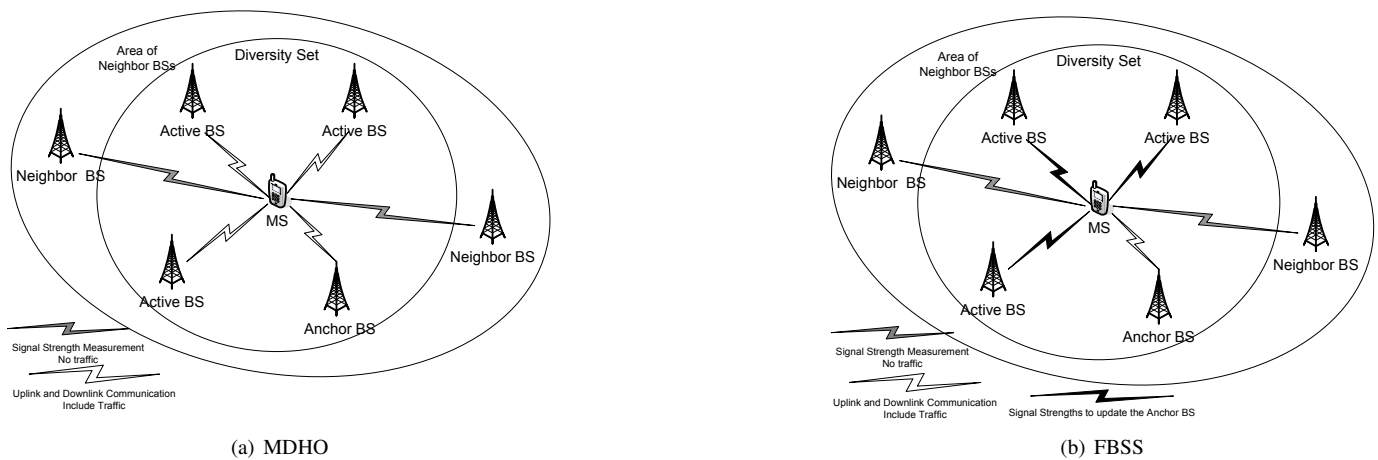 Area of
Neighbor BSs
Diversity Set
Active BS
Active BS
Neighbor BS
MS
Neighbor BS
Active BS
Anchor BS
Signal Strength Measurement
No traffic
Uplink and Downlink Communication
Include Traffic
(a) MDHO
Area of
Neighbor BSs
Diversity Set
Active BS
Active BS
Neighbor BS
MS
Neighbor BS
Active BS
Anchor BS
Signal Strength Measurement
No traffic
Uplink and Downlink Communication
Include Traffic
Signal Strengths to update the Anchor BS
(b) FBSS